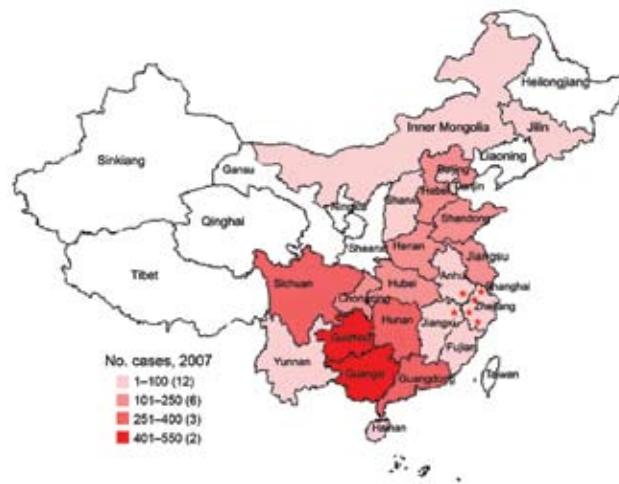 Heilongjiang
Inner Mongolia
Jilin
Liaoning
Sinkiang
Gansu
Beijing
Tianjin
Hebei
Ningxia
Shanxi
Shandong
Qinghai
Shaanxi
Henan
Jiangsu
Tibet
Anhui
Shanghai
Sichuan
Hubei
Chongqing
Zhejiang
Hunan
Jiangxi
Guizhou
Fujian
Yunnan
Guangxi
Guangdong
Taiwan
Hainan
No. cases, 2007
1–100 (12)
101–250 (6)
251–400 (3)
401–550 (2)